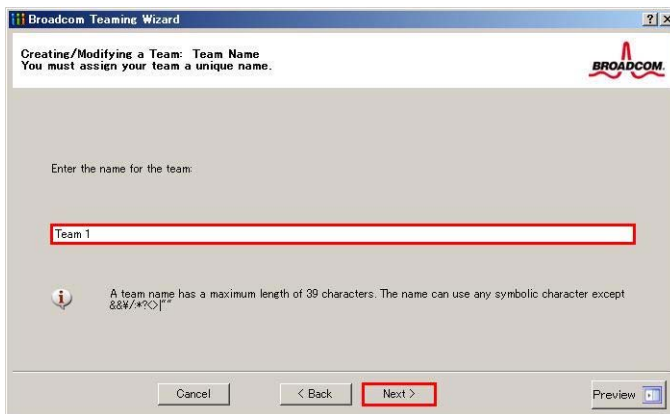 Broadcom Teaming Wizard
Creating/Modifying a Team: Team Name
You must assign your team a unique name.
BROADCOM.
Enter the name for the team:
Team 1
A team name has a maximum length of 39 characters. The name can use any symbolic character except
&&¥/:*?<>|""
Cancel
< Back
Next >
Preview